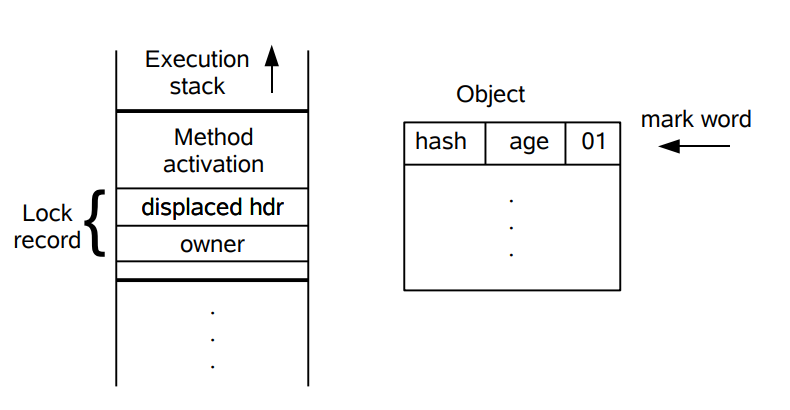 Execution
stack
Method
activation
Lock
record
displaced hdr
owner
Object
mark word
hash age 01